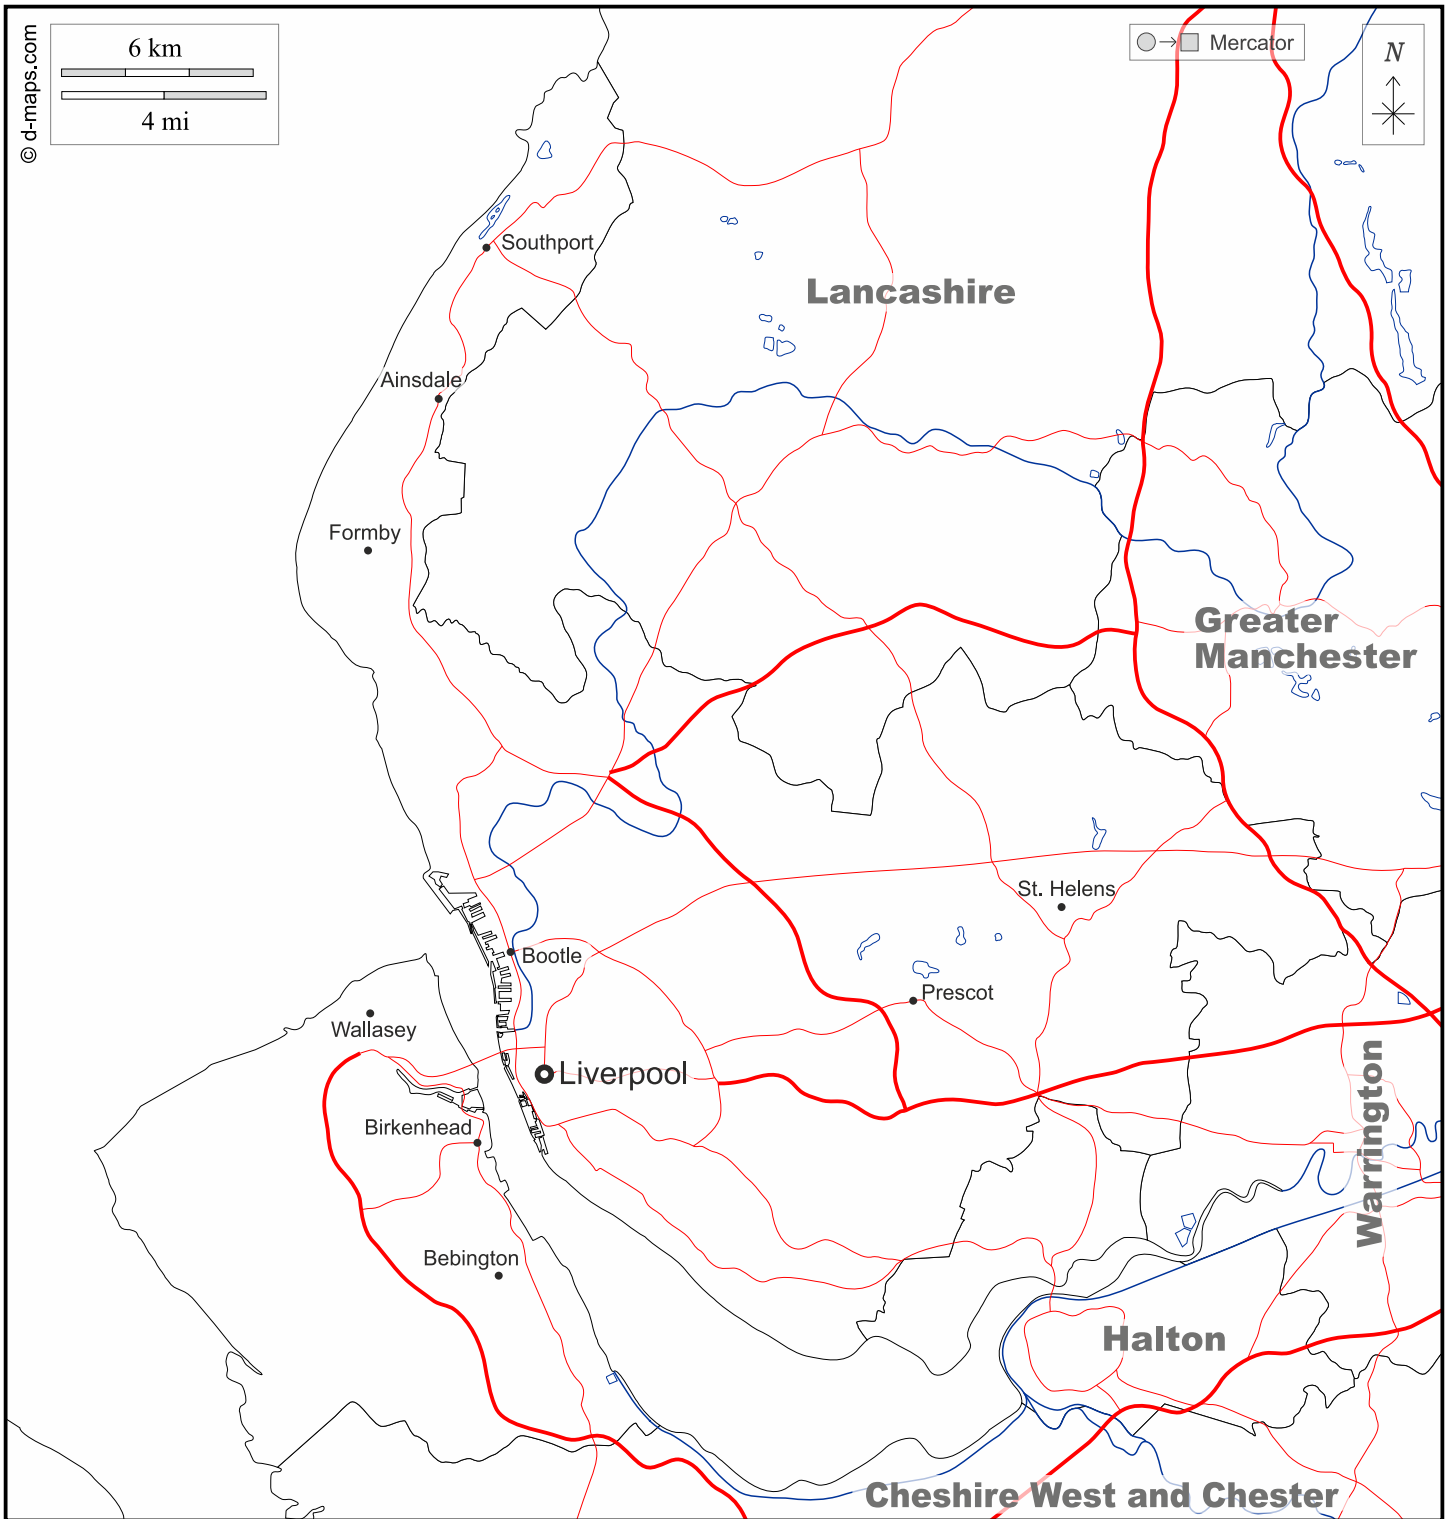 © d-maps.com
6 km
4 mi
Mercator
N
Southport
Lancashire
Ainsdale
Formby
Greater
Manchester
St. Helens
Bootle
Prescot
Wallasey
Liverpool
Birkenhead
Warrington
Bebington
Halton
Cheshire West and Chester